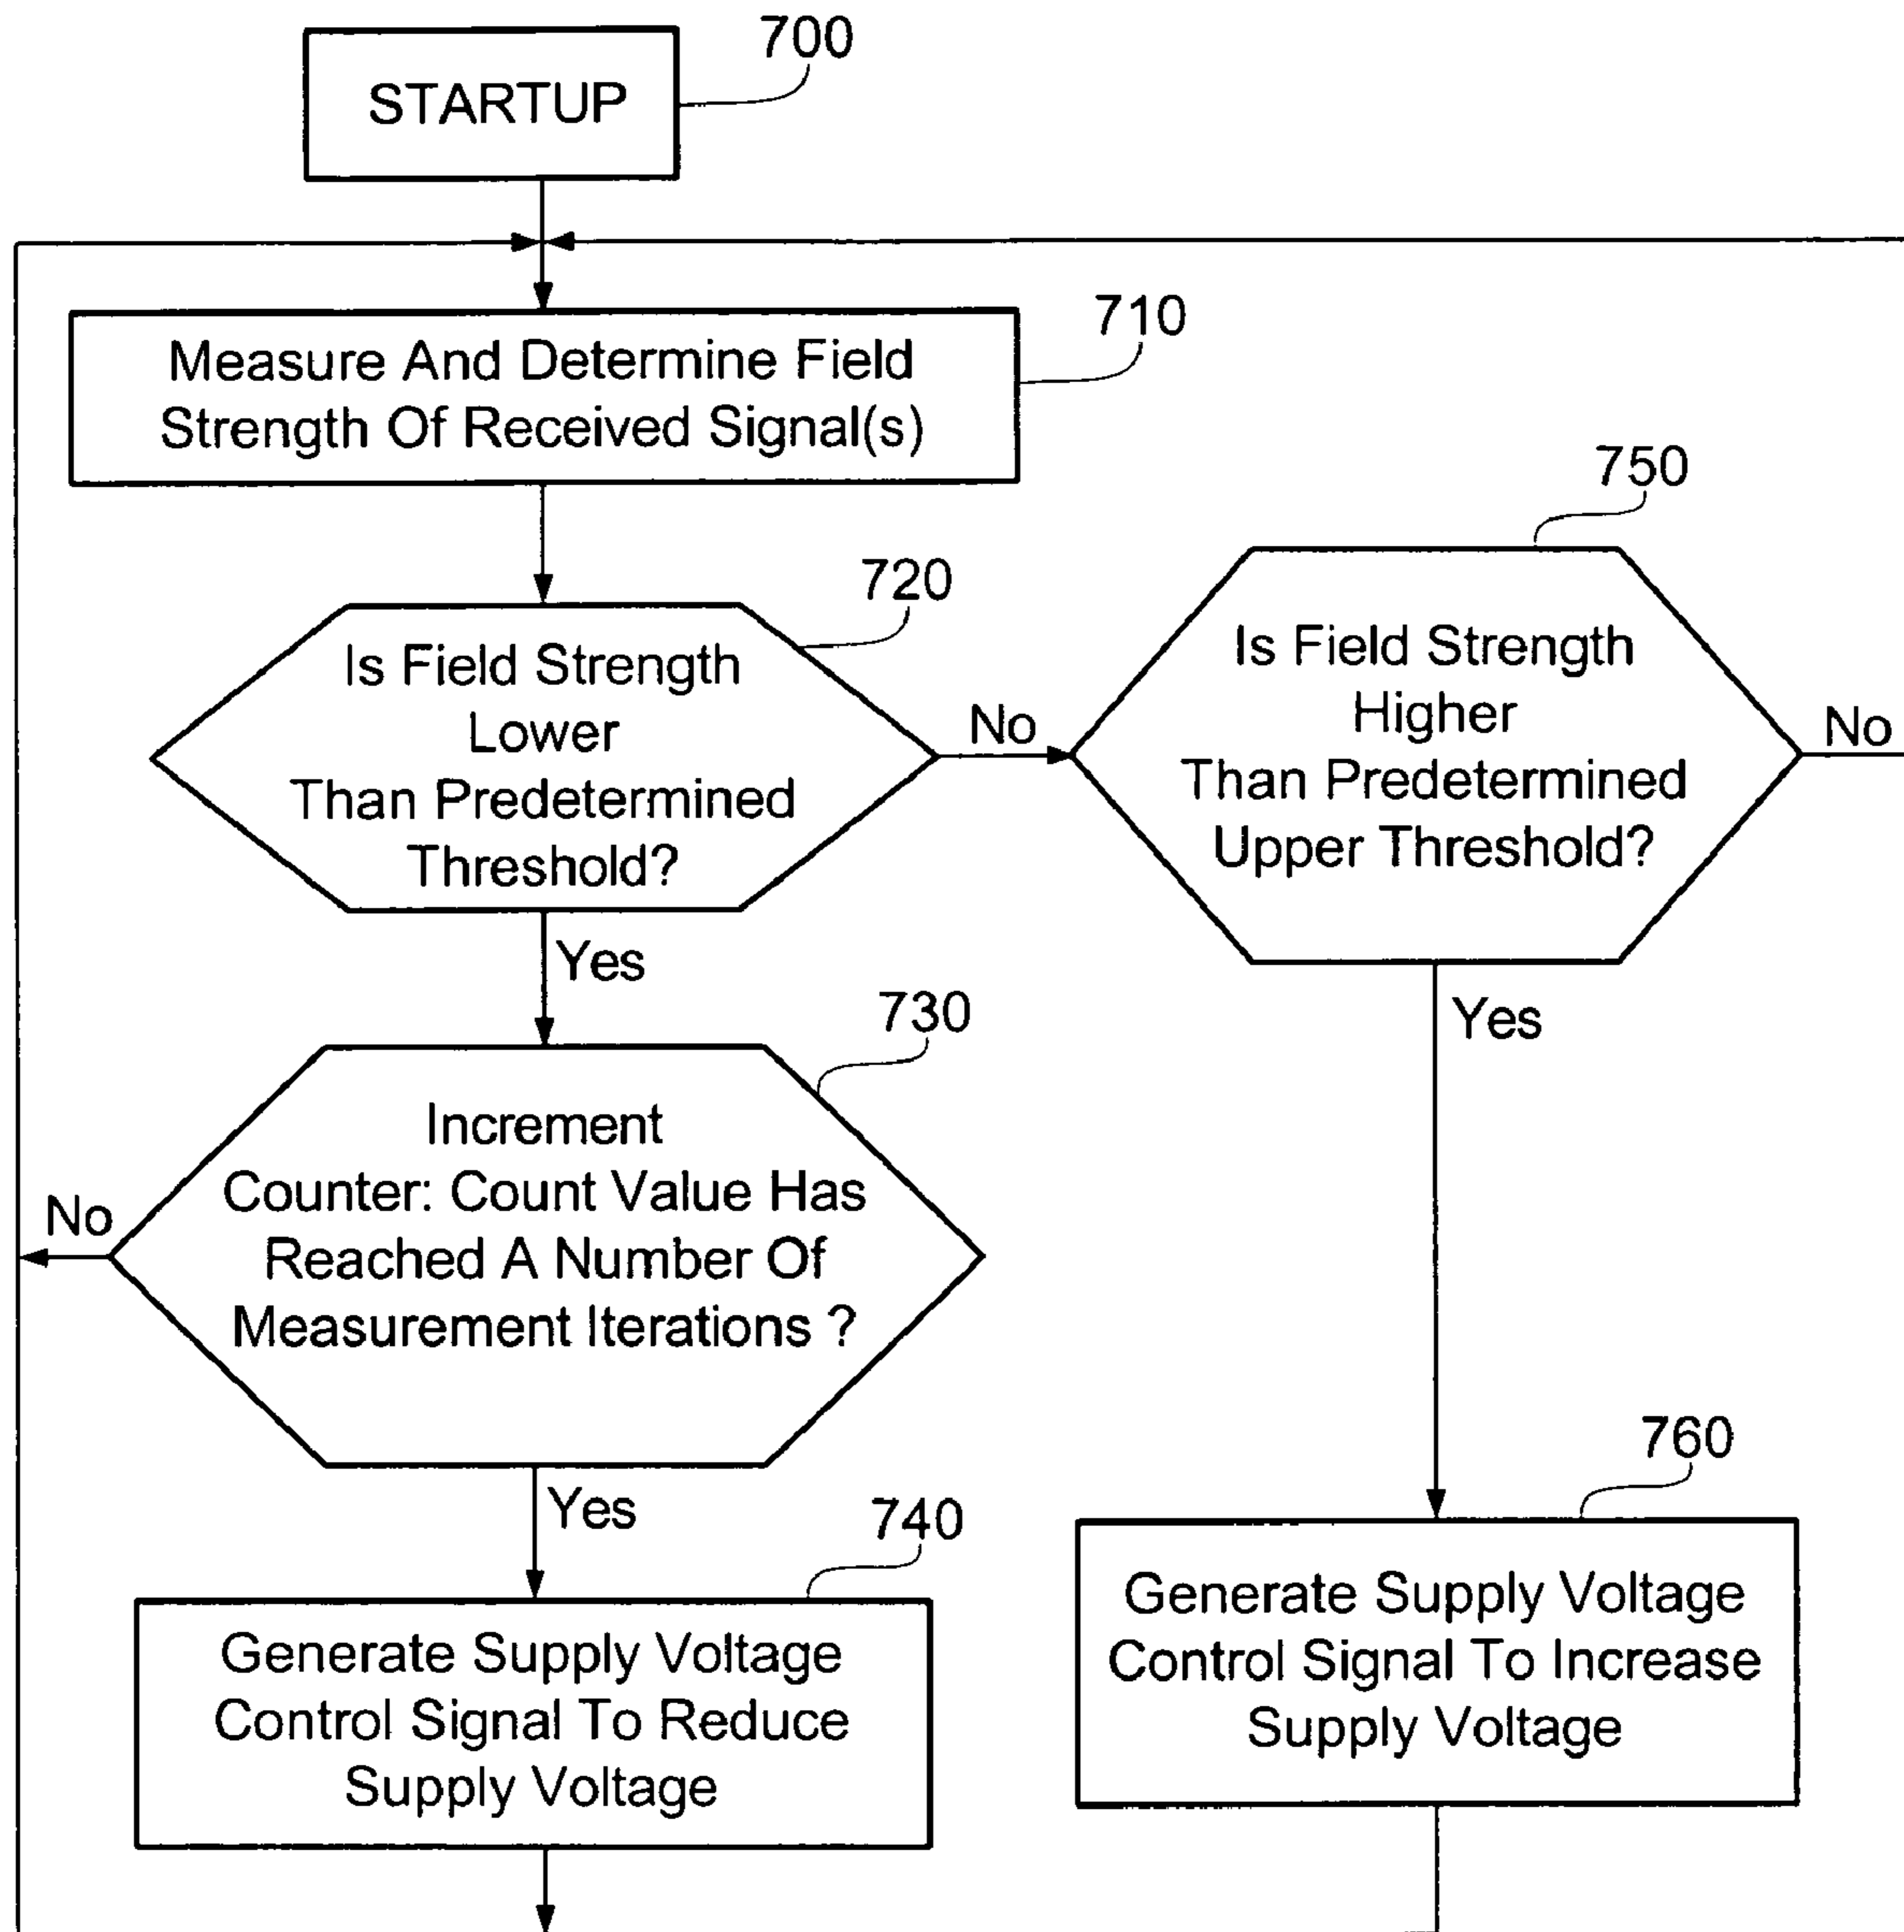 700
STARTUP
710
Measure And Determine Field
Strength Of Received Signal(s)
720
Is Field Strength
Lower
Than Predetermined
Threshold?
No
750
Is Field Strength
Higher
Than Predetermined
Upper Threshold?
No
Yes
Yes
730
Increment
Counter: Count Value Has
Reached A Number Of
Measurement Iterations ?
No
Yes
740
Generate Supply Voltage
Control Signal To Reduce
Supply Voltage
760
Generate Supply Voltage
Control Signal To Increase
Supply Voltage